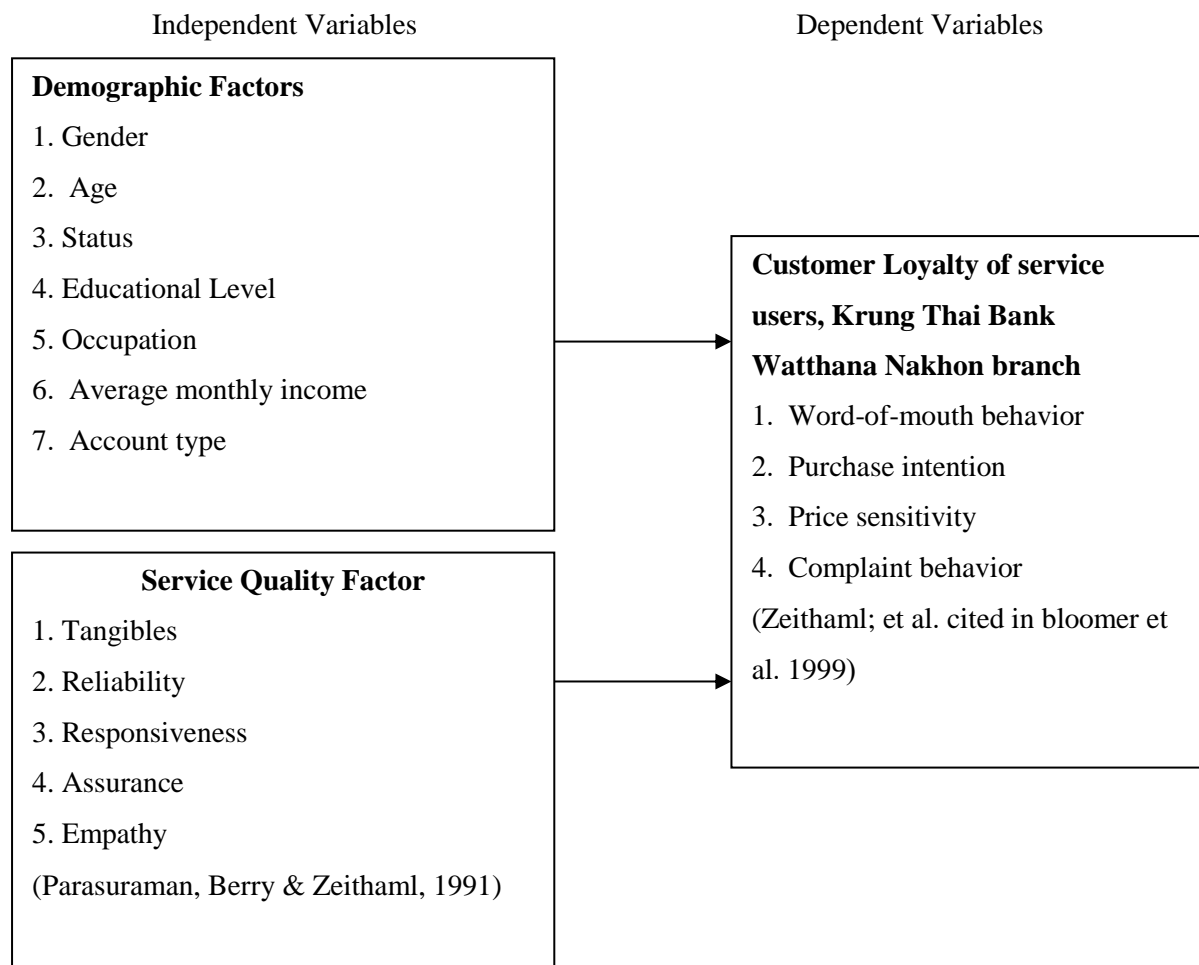 Independent Variables
Dependent Variables
Demographic Factors
1. Gender
2. Age
3. Status
4. Educational Level
5. Occupation
6. Average monthly income
7. Account type
Service Quality Factor
1. Tangibles
2. Reliability
3. Responsiveness
4. Assurance
5. Empathy
(Parasuraman, Berry & Zeithaml, 1991)
Customer Loyalty of service
users, Krung Thai Bank
Watthana Nakhon branch
1. Word-of-mouth behavior
2. Purchase intention
3. Price sensitivity
4. Complaint behavior
(Zeithaml; et al. cited in bloomer et
al. 1999)